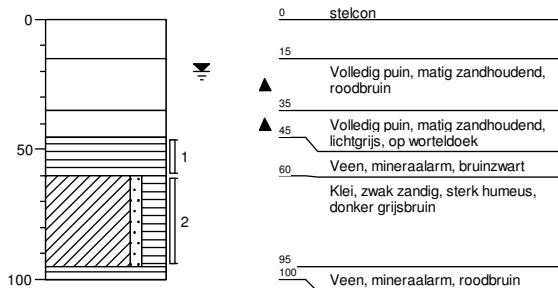 0
50
100
1
2
0
stelcon
15
Volledig puin, matig zandhoudend,
roodbruin
35
Volledig puin, matig zandhoudend,
lichtgrijs, op worteldoek
45
Veen, mineraalarm, bruinzwart
60
Klei, zwak zandig, sterk humeus,
donker grijsbruin
95
100
Veen, mineraalarm, roodbruin